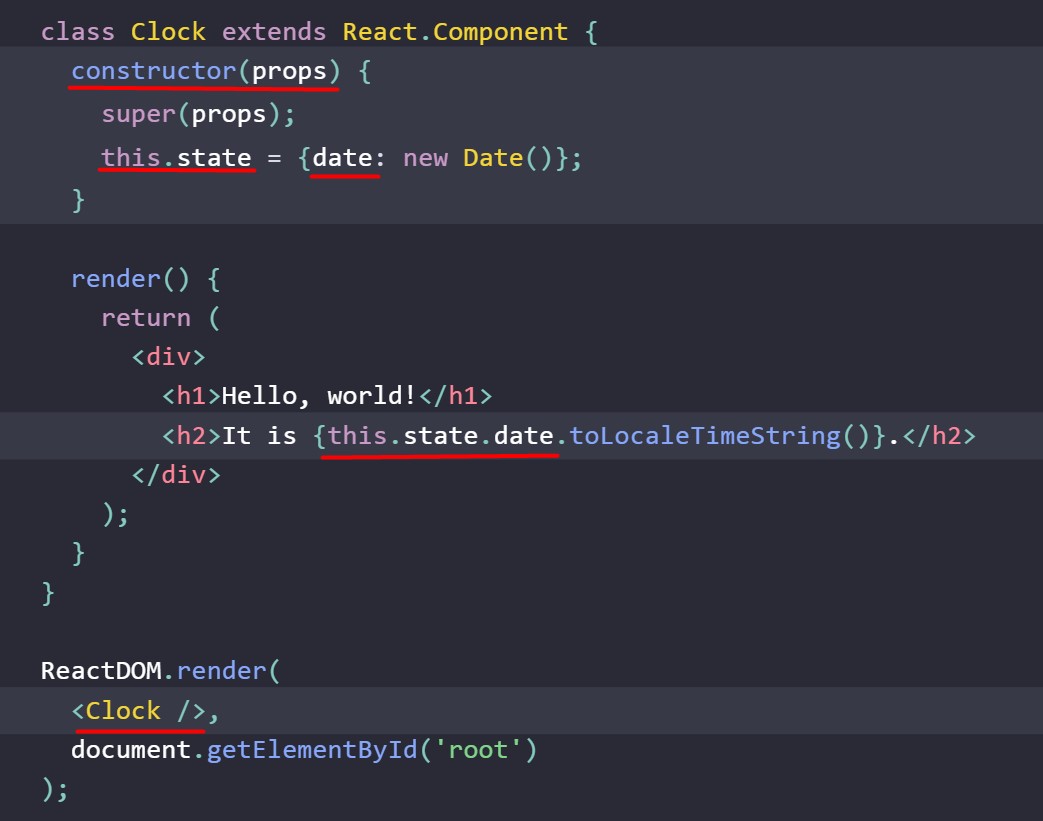 class Clock extends React.Component {
  constructor(props) {
    super(props);
    this.state = {date: new Date()};
  }

  render() {
    return (
      <div>
        <h1>Hello, world!</h1>
        <h2>It is {this.state.date.toLocaleTimeString()}.</h2>
      </div>
    );
  }
}

ReactDOM.render(
  <Clock />,
  document.getElementById('root')
);